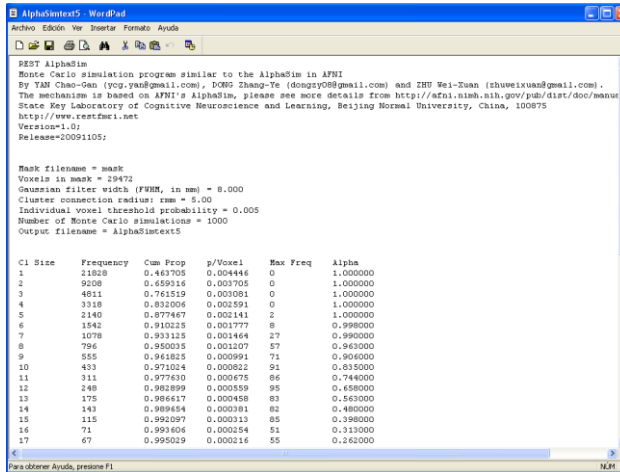 AlphaSimtext5 - WordPad
Archivo Edición Ver Insertar Formato Ayuda
REST AlphaSim
Monte Carlo simulation program similar to the AlphaSim in AFNI
By YAN Chao-Gan (ycg.yan@gmail.com), DONG Zhang-Ye (dongzy08@gmail.com) and ZHU Wei-Xuan (zhuweixuan@gmail.com).
The mechanism is based on AFNI's AlphaSim, please see more details from http://afni.nimh.nih.gov/pub/dist/doc/manus
State Key Laboratory of Cognitive Neuroscience and Learning, Beijing Normal University, China, 100875
http://www.restfmri.net
Version=1.0;
Release=20091105;
Mask filename = mask
Voxels in mask = 29472
Gaussian filter width (FWHM, in mm) = 8.000
Cluster connection radius: rmm = 5.00
Individual voxel threshold probability = 0.005
Number of Monte Carlo simulations = 1000
Output filename = AlphaSimtext5
Cl Size Frequency Cum Prop p/Voxel Max Freq Alpha
1 21828 0.463705 0.004446 0 1.000000
2 9208 0.659316 0.003705 0 1.000000
3 4811 0.761519 0.003081 0 1.000000
4 3318 0.832006 0.002591 0 1.000000
5 2140 0.877467 0.002141 2 1.000000
6 1542 0.910225 0.001777 8 0.998000
7 1078 0.933125 0.001464 27 0.990000
8 796 0.950035 0.001207 57 0.963000
9 555 0.961825 0.000991 71 0.906000
10 433 0.971024 0.000822 91 0.835000
11 311 0.977630 0.000675 86 0.744000
12 248 0.982899 0.000559 95 0.658000
13 175 0.986617 0.000458 83 0.563000
14 143 0.989654 0.000381 82 0.480000
15 115 0.992097 0.000313 85 0.398000
16 71 0.993606 0.000254 51 0.313000
17 67 0.995029 0.000216 55 0.262000
Para obtener Ayuda, presione F1 NÚM